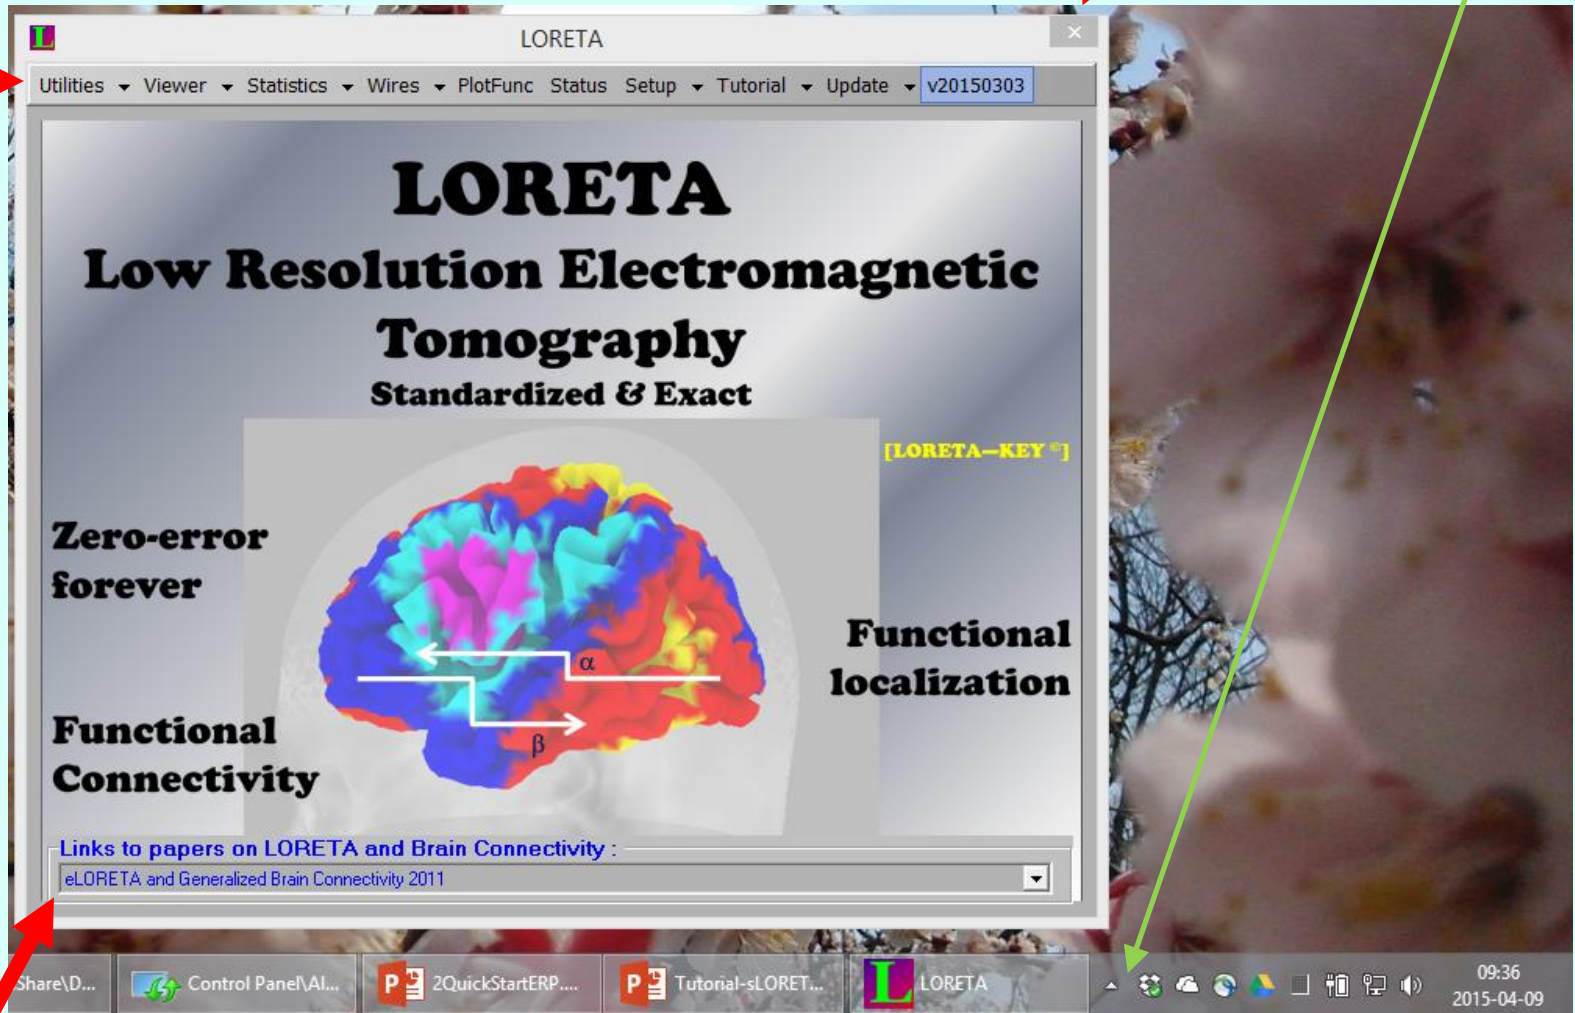 LORETA
Utilities Viewer Statistics Wires PlotFunc Status Setup Tutorial Update v20150303
LORETA
Low Resolution Electromagnetic
Tomography
Standardized & Exact
[LORETA–KEY ©]
Zero-error
forever
α
Functional
localization
β
Functional
Connectivity
Links to papers on LORETA and Brain Connectivity :
eLORETA and Generalized Brain Connectivity 2011
Share\D... Control Panel\Al... 2QuickStartERP.... Tutorial-sLORET... LORETA 09:36
2015-04-09